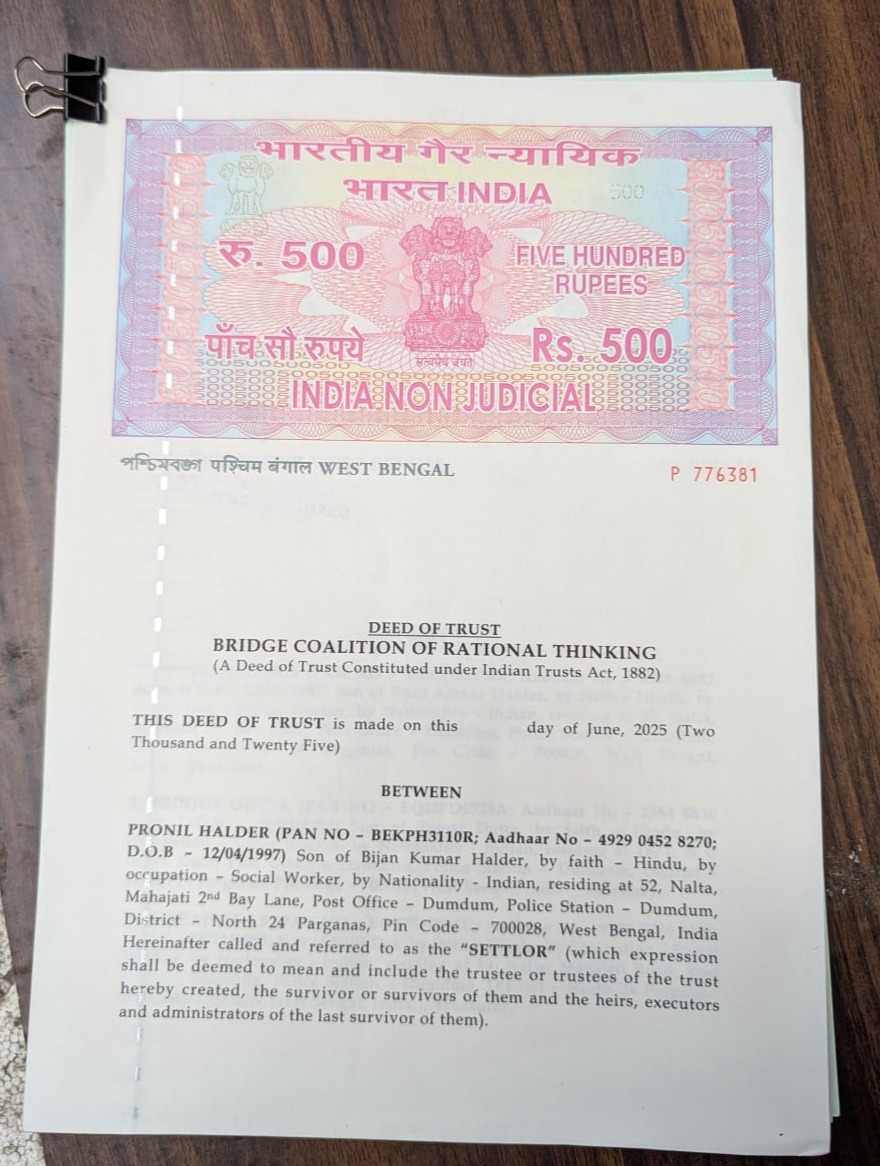 भारतीय गैर न्यायिक
भारत INDIA
500
रु. 500
FIVE HUNDRED
RUPEES
पाँच सौ रुपये
Rs. 500
सत्यमेव जयते
INDIA NON JUDICIAL
পশ্চিমবঙ্গ पश्चिम बंगाल WEST BENGAL
P 776381
DEED OF TRUST
BRIDGE COALITION OF RATIONAL THINKING
(A Deed of Trust Constituted under Indian Trusts Act, 1882)
THIS DEED OF TRUST is made on this day of June, 2025 (Two
Thousand and Twenty Five)
BETWEEN
PRONIL HALDER (PAN NO – BEKPH3110R; Aadhaar No – 4929 0452 8270;
D.O.B – 12/04/1997) Son of Bijan Kumar Halder, by faith – Hindu, by
occupation – Social Worker, by Nationality - Indian, residing at 52, Nalta,
Mahajati 2nd Bay Lane, Post Office – Dumdum, Police Station – Dumdum,
District – North 24 Parganas, Pin Code – 700028, West Bengal, India
Hereinafter called and referred to as the "SETTLOR" (which expression
shall be deemed to mean and include the trustee or trustees of the trust
hereby created, the survivor or survivors of them and the heirs, executors
and administrators of the last survivor of them).